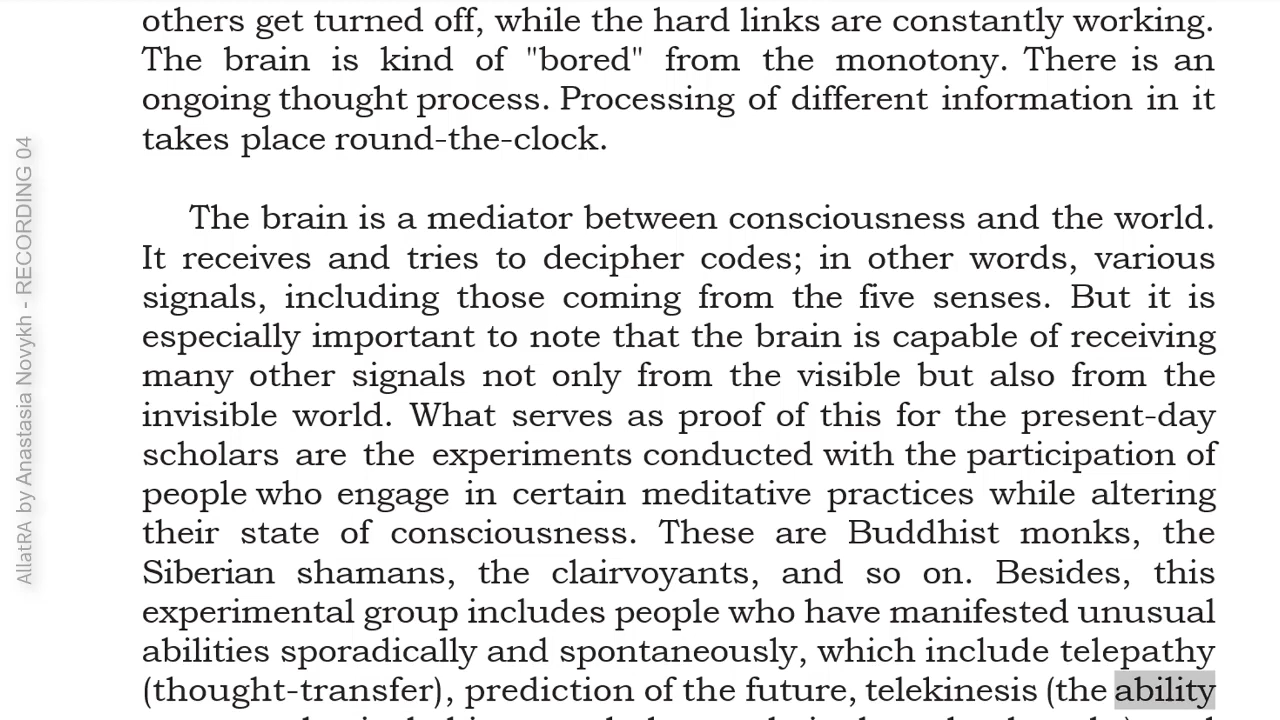 others get turned off, while the hard links are constantly working.
The brain is kind of "bored" from the monotony. There is an
ongoing thought process. Processing of different information in it
takes place round-the-clock.
The brain is a mediator between consciousness and the world.
It receives and tries to decipher codes; in other words, various
signals, including those coming from the five senses. But it is
especially important to note that the brain is capable of receiving
many other signals not only from the visible but also from the
invisible world. What serves as proof of this for the present-day
scholars are the experiments conducted with the participation of
people who engage in certain meditative practices while altering
their state of consciousness. These are Buddhist monks, the
Siberian shamans, the clairvoyants, and so on. Besides, this
experimental group includes people who have manifested unusual
abilities sporadically and spontaneously, which include telepathy
(thought-transfer), prediction of the future, telekinesis (the ability
AllatRA by Anastasia Novykh - RECORDING 04